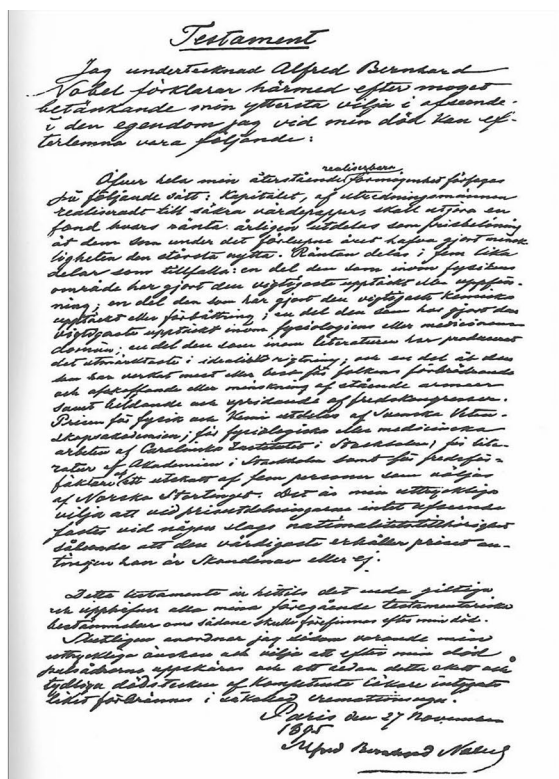 Testament
Jag undertecknad Alfred Bernhard
Nobel förklarar härmed efter moget
betänkande min yttersta vilja i afseende
i den egendom jag vid min död kan ef-
terlemna vara följande:
realiserbara
Öfver hela min återstående förmögenhet förfoges
på följande sätt: Kapitalet, af utredningsmännen
realiseradt till säkra värdepapper, skall utgöra en
fond hvars ränta årligen utdelas som prisbelöning
åt dem som under det förlupne året hafva gjort mensk-
ligheten den största nytta. Räntan delas i fem lika
delar som tillfalla: en del den som inom fysikens
område har gjort den vigtigaste upptäckt eller uppfin-
ning; en del den som har gjort den vigtigaste kemiska
upptäckt eller förbättring; en del den som har gjort den
vigtigaste upptäckt inom fysiologiens eller medicinens
domän; en del den som inom literaturen har producerat
det utmärktaste i idealisk rigtning; och en del åt den
som har verkat mest eller best för folkens förbrödrande
och afskaffande eller minskning af stående armeer
samt bildande och spridande af fredskongresser.
Prisen för fysik och kemi utdelas af Svenska Veten-
skapsakademien; för fysiologiska eller medicinska
arbeten af Carolinska Institutet i Stockholm; för lite-
ratur af Akademien i Stockholm samt för fredsför-
fäktare af ett utskott af fem personer som väljas
af Norska Stortinget. Det är min uttryckliga
vilja att vid prisutdelningarne intet afseende
fästes vid någon slags nationalitetstillhörighet
sålunda att den värdigaste erhåller priset an-
tingen han är Skandinav eller ej.
Detta testamente är hittills det enda giltiga
och upphäfver alla mina föregående testamentariska
bestämmelser om sådane skulle förefinnas efter min död.
Slutligen anordnar jag såsom varande min
uttryckliga önskan och vilja att efter min död
pulsådrorna uppskäras och att sedan detta skett och
tydliga dödstecken af kompetenta läkare intygats
liket förbrännes i såkallad crematorieugn.
Paris den 27 November
1895
Alfred Bernhard Nobel